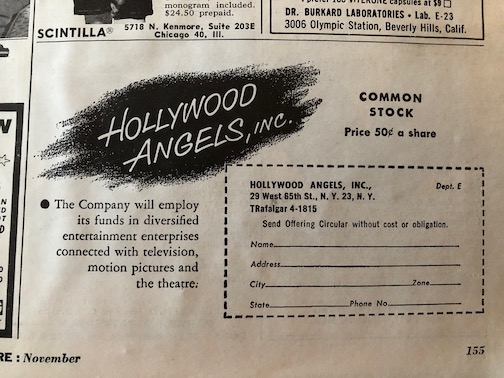 monogram included.
$24.50 prepaid.
SCINTILLA®
5718 N. Kenmore, Suite 203E
Chicago 40, Ill.
capsules at $9
DR. BURKARD LABORATORIES • Lab. E-23
3006 Olympic Station, Beverly Hills, Calif.
HOLLYWOOD
ANGELS, INC.
COMMON
STOCK
Price 50¢ a share
• The Company will employ
its funds in diversified
entertainment enterprises
connected with television,
motion pictures and
the theatre.
HOLLYWOOD ANGELS, INC., Dept. E
29 West 65th St., N. Y. 23, N. Y.
TRafalgar 4-1815
Send Offering Circular without cost or obligation.
Name
Address
City Zone
State Phone No.
RE : November
155